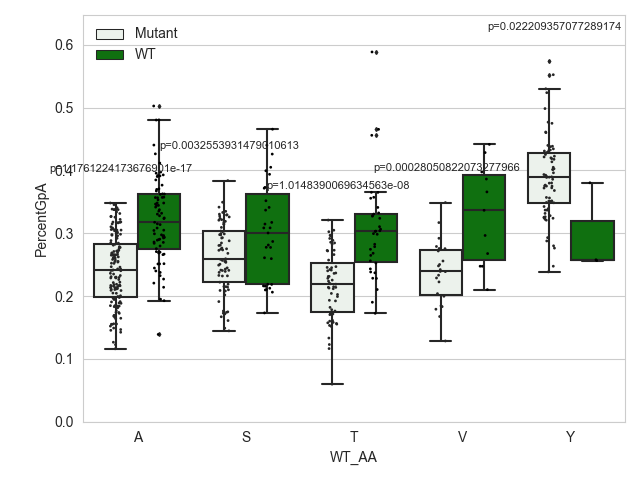 p=0.022209357077289174
Mutant
WT
0.6
0.5
p=0.0032553931479010613
0.4
p=0.00028050822073277966
p=1.0148390069634563e-08
0.3
0.2
0.1
0.0
PercentGpA
A S T V Y
WT_AA